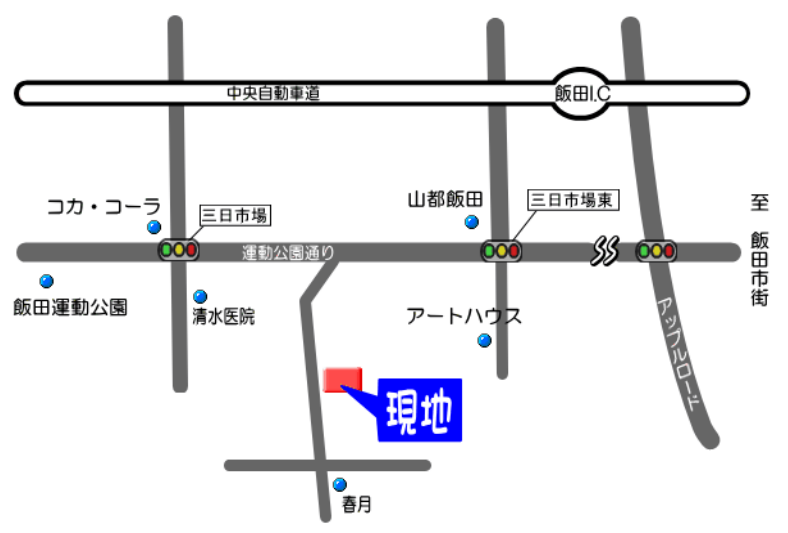 中央自動車道
飯田I.C
コカ・コーラ
三日市場
山都飯田
三日市場東
至 飯田市街
運動公園通り
飯田運動公園
清水医院
アートハウス
アップルロード
現地
春月